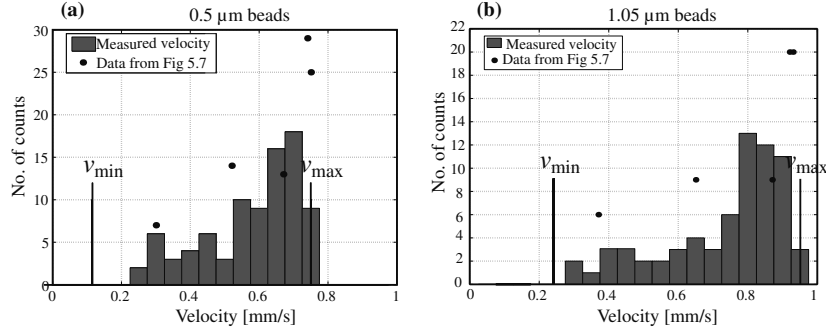 (a)
0.5 µm beads
No. of counts
30
25
20
15
10
5
0
Measured velocity
Data from Fig 5.7
vmin
vmax
0.2
0.4
0.6
0.8
1
Velocity [mm/s]
(b)
1.05 µm beads
No. of counts
22
20
18
16
14
12
10
8
6
4
2
0
Measured velocity
Data from Fig 5.7
vmin
vmax
0
0.2
0.4
0.6
0.8
1
Velocity [mm/s]